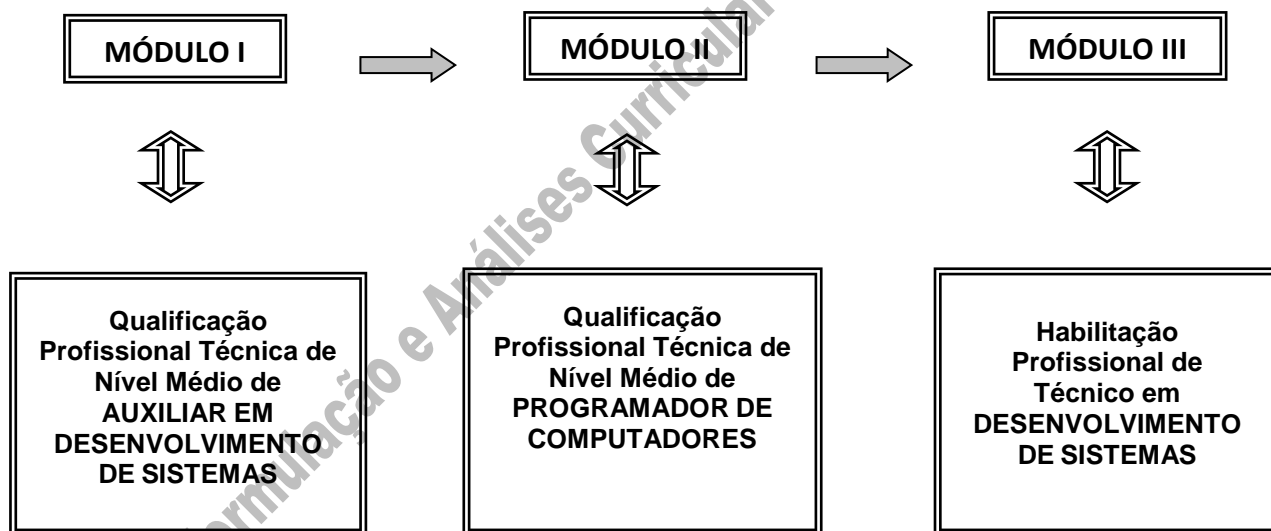 MÓDULO I
MÓDULO II
MÓDULO III
Qualificação
Profissional Técnica de
Nível Médio de
AUXILIAR EM
DESENVOLVIMENTO
DE SISTEMAS
Qualificação
Profissional Técnica de
Nível Médio de
PROGRAMADOR DE
COMPUTADORES
Habilitação
Profissional de
Técnico em
DESENVOLVIMENTO
DE SISTEMAS
e Análises